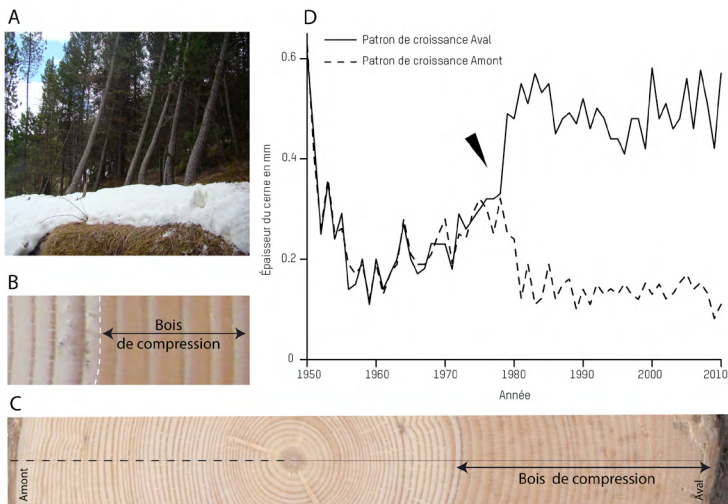 A
B
Bois
de compression
C
Amont
Bois de compression
Aval
D
Patron de croissance Aval
Patron de croissance Amont
Épaisseur du cerne en mm
0.6
0.4
0.2
0
1950
1960
1970
1980
1990
2000
2010
Année